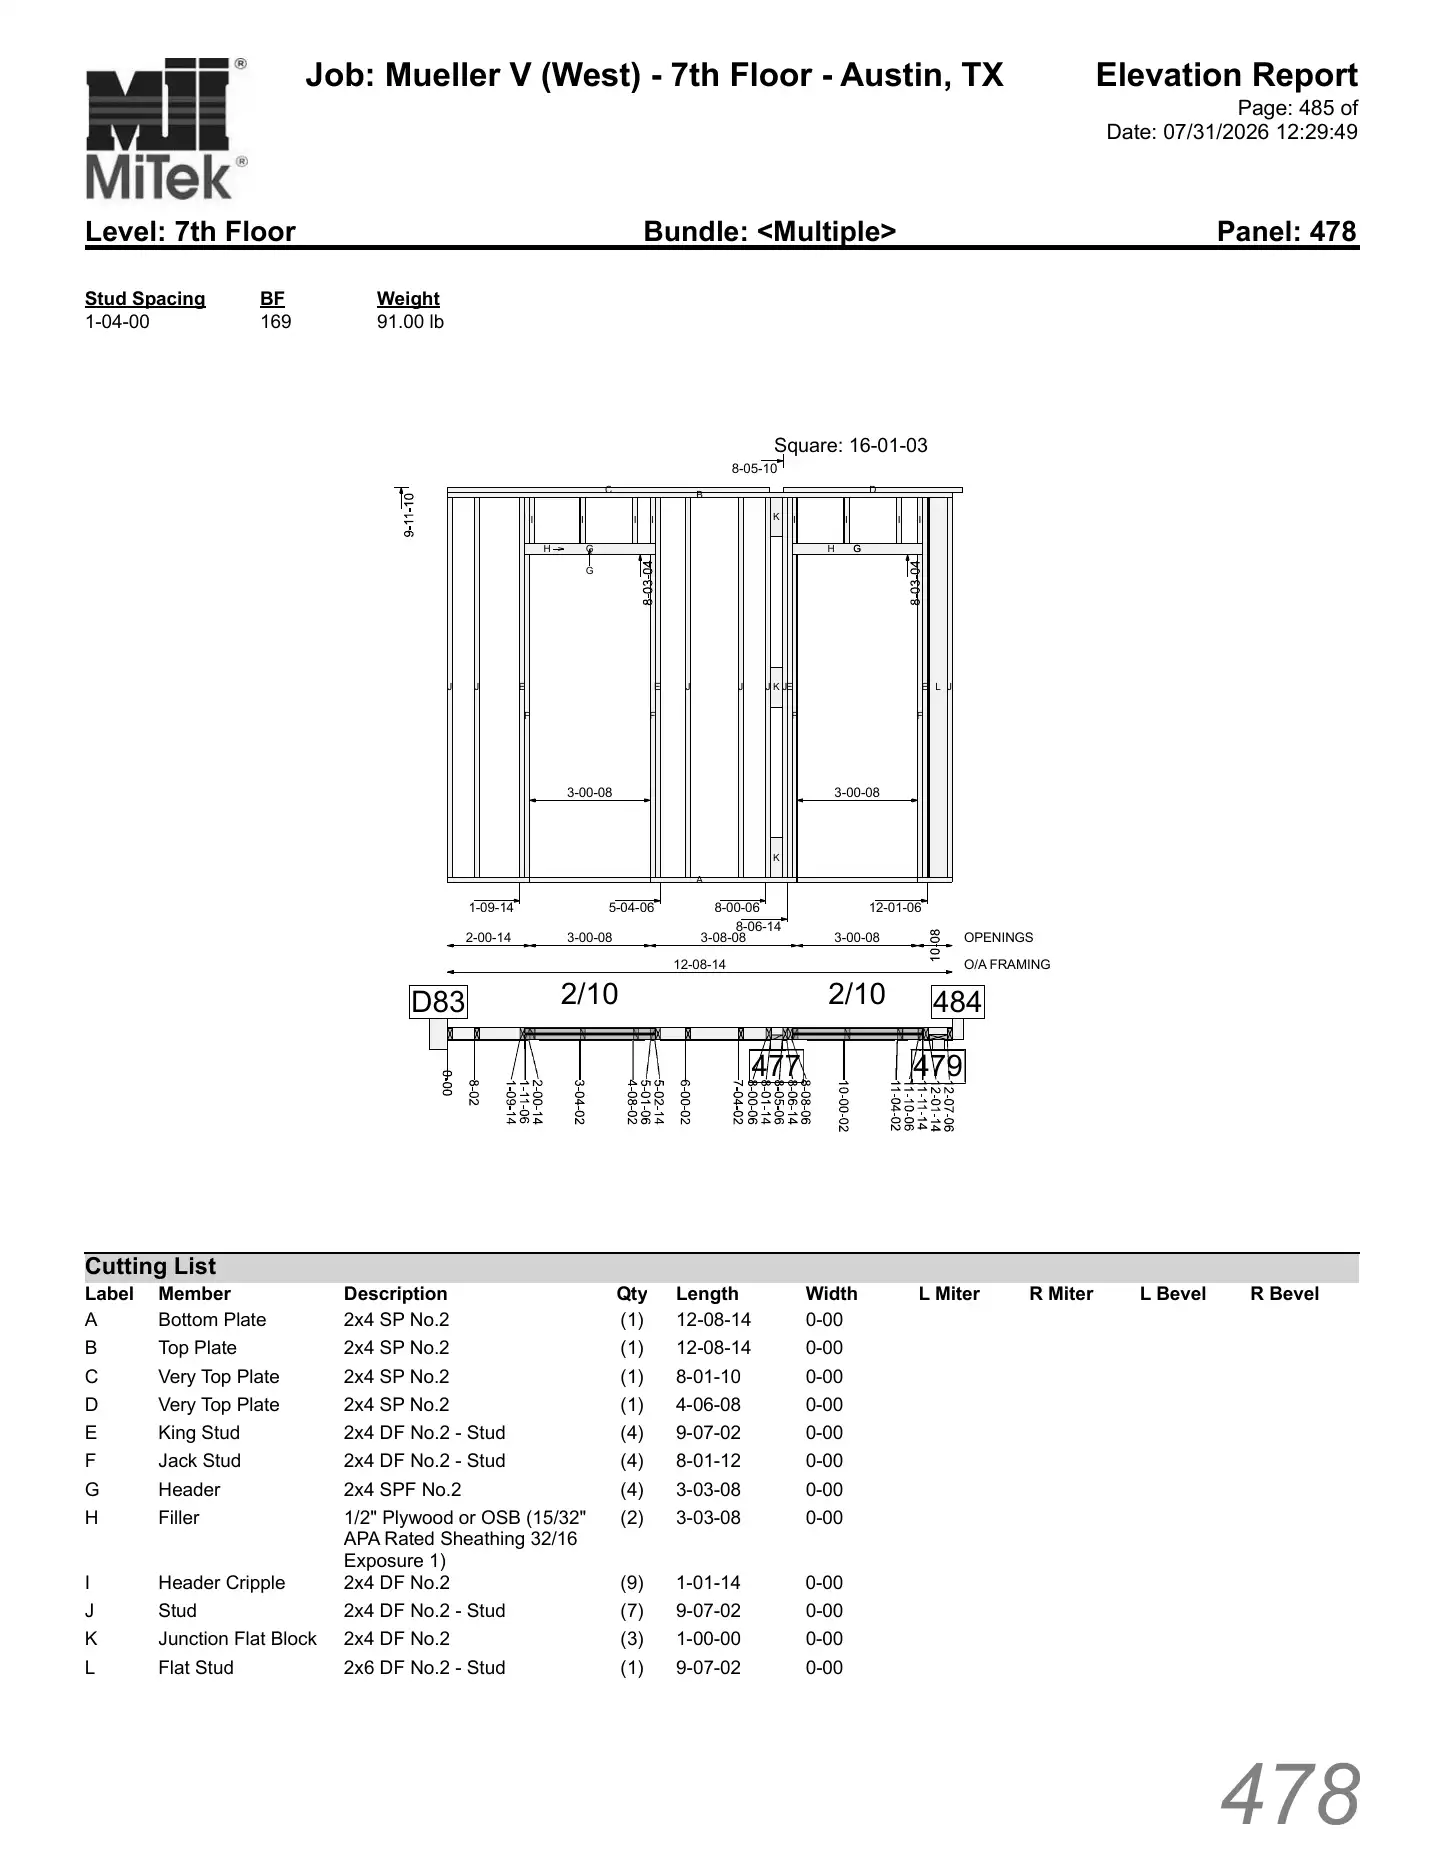 Job: Mueller V (West) - 7th Floor - Austin, TX
Elevation Report
Page: 485 of
Date: 07/31/2026 12:29:49
MiTek®
Level: 7th Floor Bundle: <Multiple> Panel: 478
Stud Spacing BF Weight
1-04-00 169 91.00 lb
Square: 16-01-03
8-05-10
C B D
9-11-10
I I I I K I I I I
H G H G
G
8-03-04 8-03-04
J J E E J J J K J E E L J
F F F F
3-00-08 3-00-08
K
A
1-09-14 5-04-06 8-00-06 12-01-06
8-06-14
2-00-14 3-00-08 3-08-08 3-00-08 10-08 OPENINGS
12-08-14 O/A FRAMING
D83 2/10 2/10 484
477 479
0-00 8-02 1-09-14 1-11-06 2-00-14 3-04-02 4-08-02 5-01-06 5-02-14 6-00-02 7-04-02 8-00-06 8-01-14 8-05-06 8-06-14 8-08-06 10-00-02 11-04-02 11-10-06 11-11-14 12-01-14 12-07-06
Cutting List
Label Member Description Qty Length Width L Miter R Miter L Bevel R Bevel
A Bottom Plate 2x4 SP No.2 (1) 12-08-14 0-00
B Top Plate 2x4 SP No.2 (1) 12-08-14 0-00
C Very Top Plate 2x4 SP No.2 (1) 8-01-10 0-00
D Very Top Plate 2x4 SP No.2 (1) 4-06-08 0-00
E King Stud 2x4 DF No.2 - Stud (4) 9-07-02 0-00
F Jack Stud 2x4 DF No.2 - Stud (4) 8-01-12 0-00
G Header 2x4 SPF No.2 (4) 3-03-08 0-00
H Filler 1/2" Plywood or OSB (15/32" (2) 3-03-08 0-00
APA Rated Sheathing 32/16
Exposure 1)
I Header Cripple 2x4 DF No.2 (9) 1-01-14 0-00
J Stud 2x4 DF No.2 - Stud (7) 9-07-02 0-00
K Junction Flat Block 2x4 DF No.2 (3) 1-00-00 0-00
L Flat Stud 2x6 DF No.2 - Stud (1) 9-07-02 0-00
478